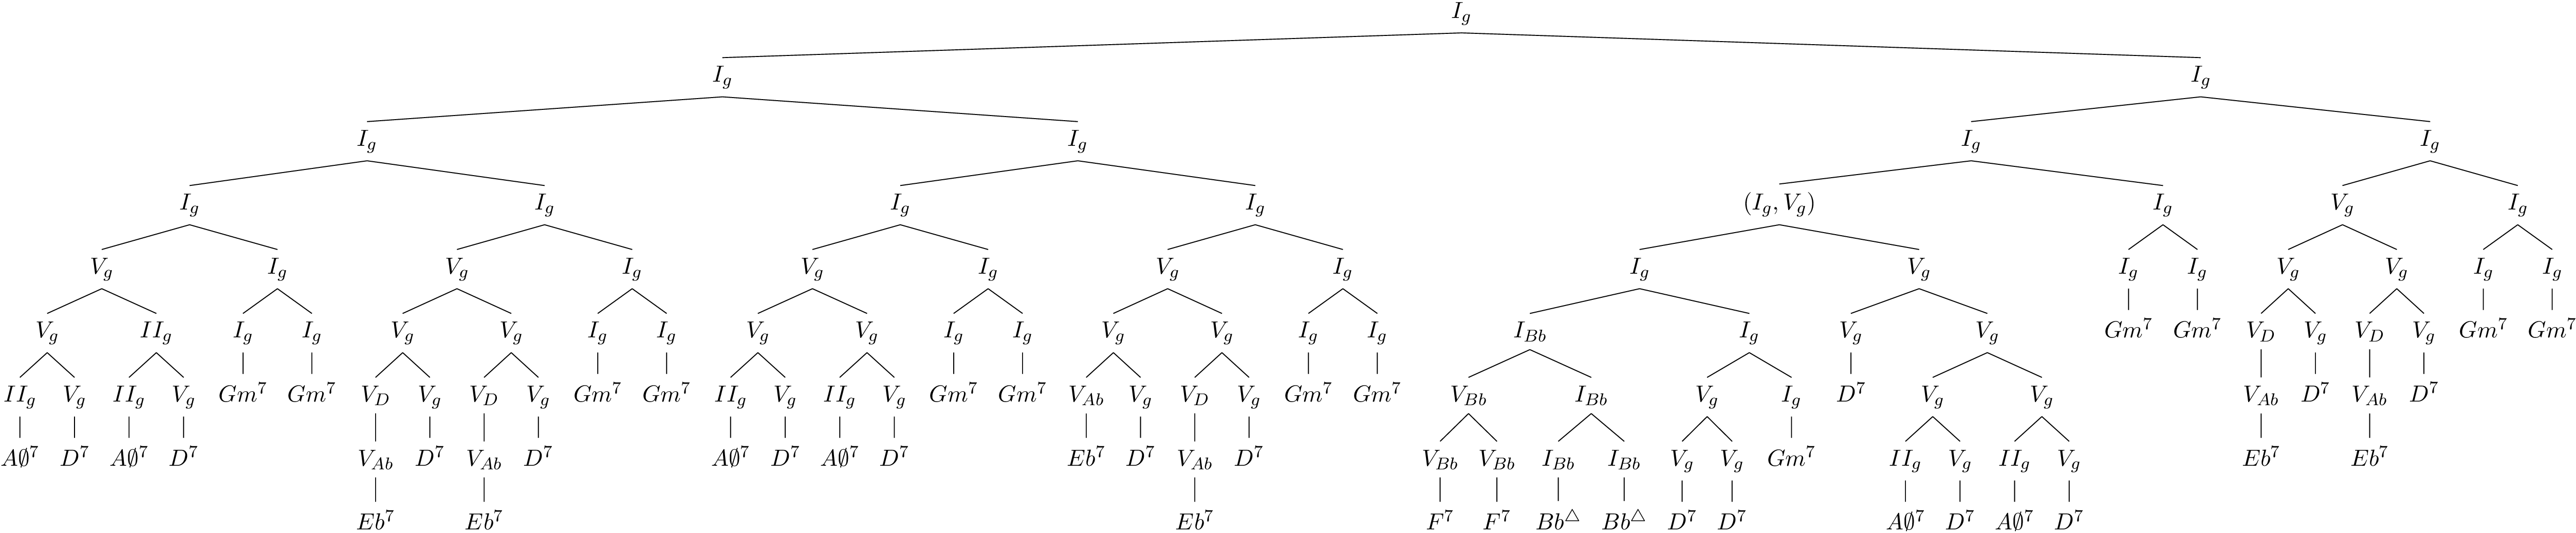 I_g
I_g I_g
I_g I_g I_g I_g
I_g I_g I_g I_g (I_g, V_g) I_g V_g I_g
V_g I_g V_g I_g V_g I_g V_g I_g I_g V_g I_g I_g V_g V_g I_g I_g
V_g II_g I_g I_g V_g V_g I_g I_g V_g V_g I_g I_g V_g V_g I_g I_g I_{Bb} I_g V_g V_g Gm^7 Gm^7 V_D V_g V_D V_g Gm^7 Gm^7
II_g V_g II_g V_g Gm^7 Gm^7 V_D V_g V_D V_g Gm^7 Gm^7 II_g V_g II_g V_g Gm^7 Gm^7 V_{Ab} V_g V_D V_g Gm^7 Gm^7 V_{Bb} I_{Bb} V_g I_g D^7 V_g V_g V_{Ab} D^7 V_{Ab} D^7
A∅^7 D^7 A∅^7 D^7 V_{Ab} D^7 V_{Ab} D^7 A∅^7 D^7 A∅^7 D^7 Eb^7 D^7 V_{Ab} D^7 V_{Bb} V_{Bb} I_{Bb} I_{Bb} V_g V_g Gm^7 II_g V_g II_g V_g Eb^7 Eb^7
Eb^7 Eb^7 Eb^7 F^7 F^7 Bb^△ Bb^△ D^7 D^7 A∅^7 D^7 A∅^7 D^7